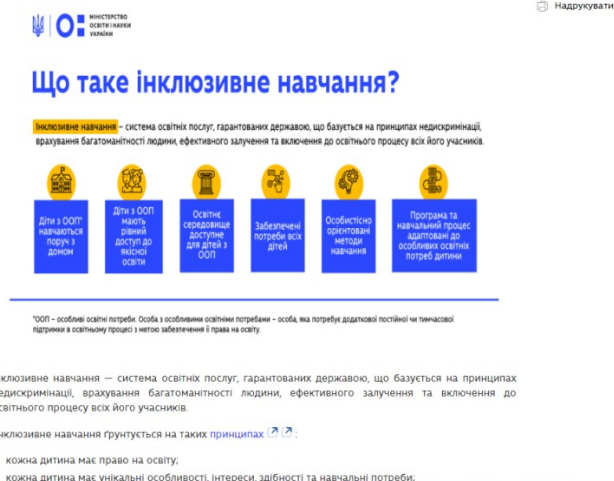 Надрукувати
МІНІСТЕРСТВО
ОСВІТИ І НАУКИ
УКРАЇНИ
Що таке інклюзивне навчання?
Інклюзивне навчання – система освітніх послуг, гарантованих державою, що базується на принципах недискримінації,
врахування багатоманітності людини, ефективного залучення та включення до освітнього процесу всіх його учасників.
Діти з ООП*
навчаються
поруч з
домом
Діти з ООП
мають
рівний
доступ до
якісної
освіти
Освітнє
середовище
доступне
для дітей з
ООП
Забезпечені
потреби всіх
дітей
Особистісно
орієнтовані
методи
навчання
Програма та
навчальний процес
адаптовані до
особливих освітніх
потреб дитини
*ООП – особливі освітні потреби. Особа з особливими освітніми потребами – особа, яка потребує додаткової постійної чи тимчасової
підтримки в освітньому процесі з метою забезпечення її права на освіту.
нклюзивне навчання — система освітніх послуг, гарантованих державою, що базується на принципах
едискримінації, врахування багатоманітності людини, ефективного залучення та включення до
світнього процесу всіх його учасників.
нклюзивне навчання ґрунтується на таких принципах :
кожна дитина має право на освіту;
кожна дитина має унікальні особливості, інтереси, здібності та навчальні потреби;